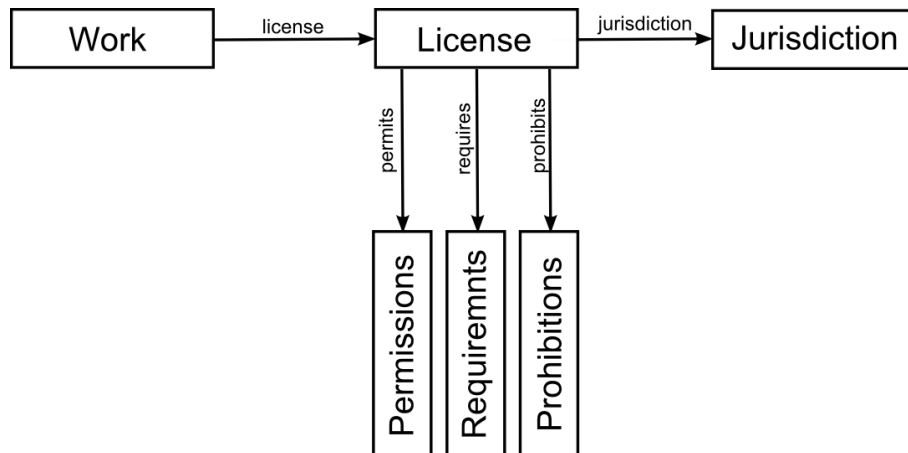 Work
license
License
jurisdiction
Jurisdiction
permits
requires
prohibits
Permissions
Requiremnts
Prohibitions